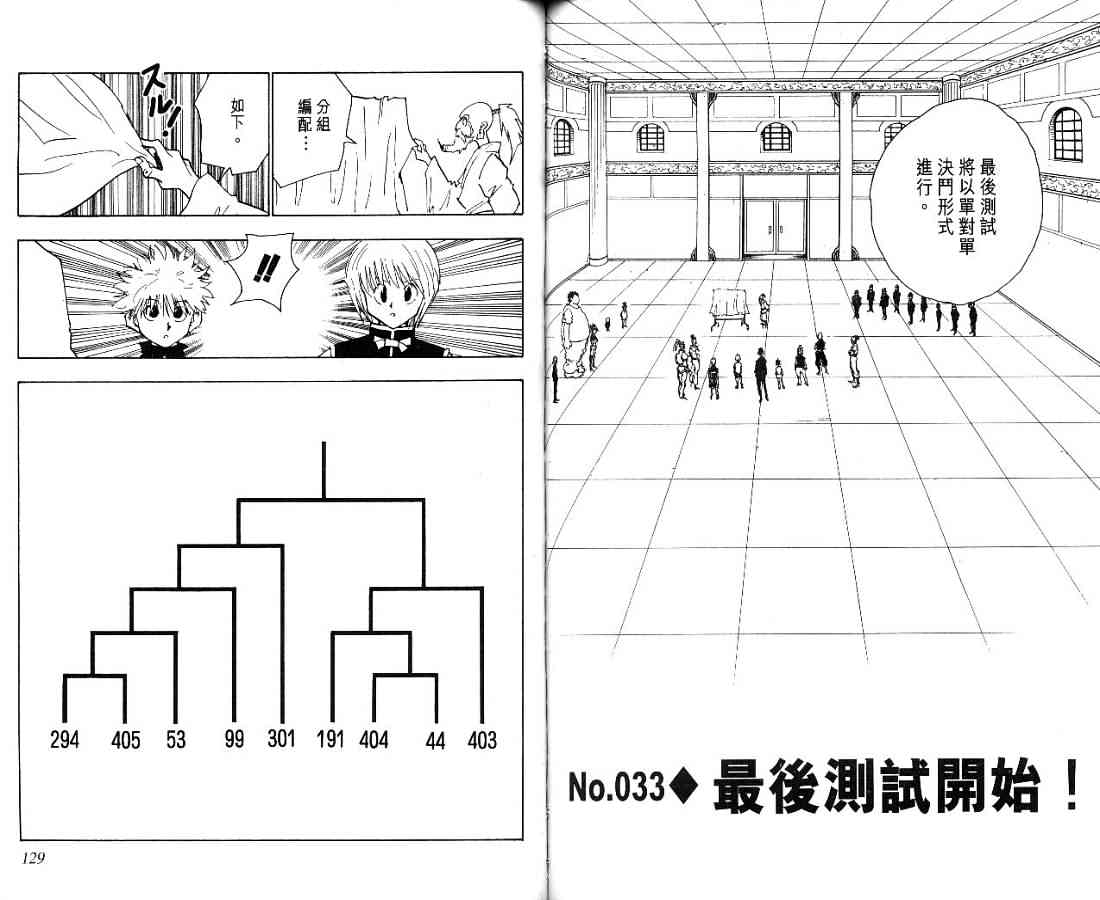 最後測試
將以單對單
決鬥形式
進行。
No.033◆最後測試開始！
分組
編配…
如下。
スルッ!
!!
294 405 53 99 301 191 404 44 403
129